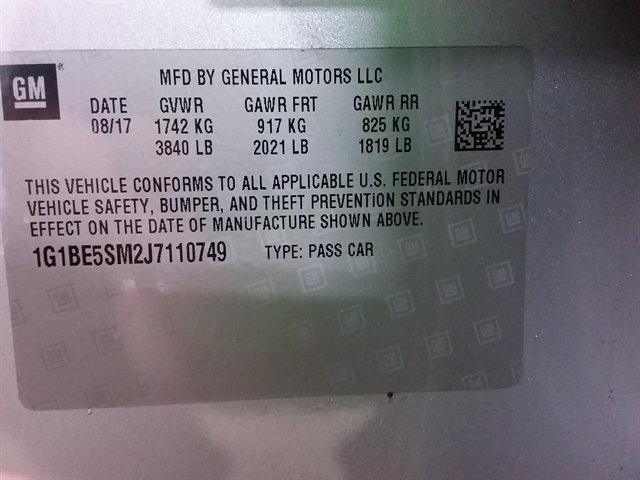 GM®
MFD BY GENERAL MOTORS LLC
DATE GVWR GAWR FRT GAWR RR
08/17 1742 KG 917 KG 825 KG
3840 LB 2021 LB 1819 LB
THIS VEHICLE CONFORMS TO ALL APPLICABLE U.S. FEDERAL MOTOR
VEHICLE SAFETY, BUMPER, AND THEFT PREVENTION STANDARDS IN
EFFECT ON THE DATE OF MANUFACTURE SHOWN ABOVE.
1G1BE5SM2J7110749 TYPE: PASS CAR